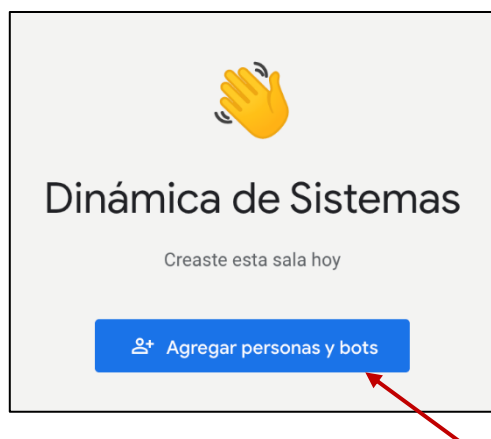 Dinámica de Sistemas
Creaste esta sala hoy
Agregar personas y bots